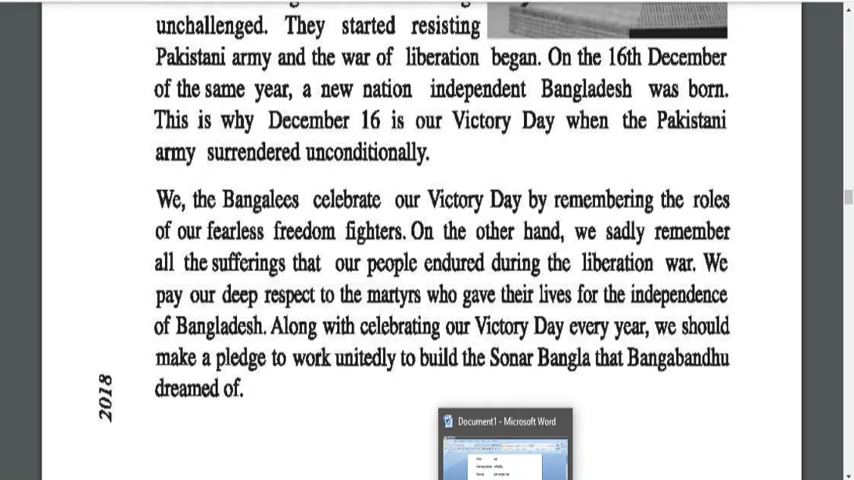 unchallenged. They started resisting
Pakistani army and the war of liberation began. On the 16th December
of the same year, a new nation independent Bangladesh was born.
This is why December 16 is our Victory Day when the Pakistani
army surrendered unconditionally.
We, the Bangalees celebrate our Victory Day by remembering the roles
of our fearless freedom fighters. On the other hand, we sadly remember
all the sufferings that our people endured during the liberation war. We
pay our deep respect to the martyrs who gave their lives for the independence
of Bangladesh. Along with celebrating our Victory Day every year, we should
make a pledge to work unitedly to build the Sonar Bangla that Bangabandhu
dreamed of.
2018
Document1 - Microsoft Word